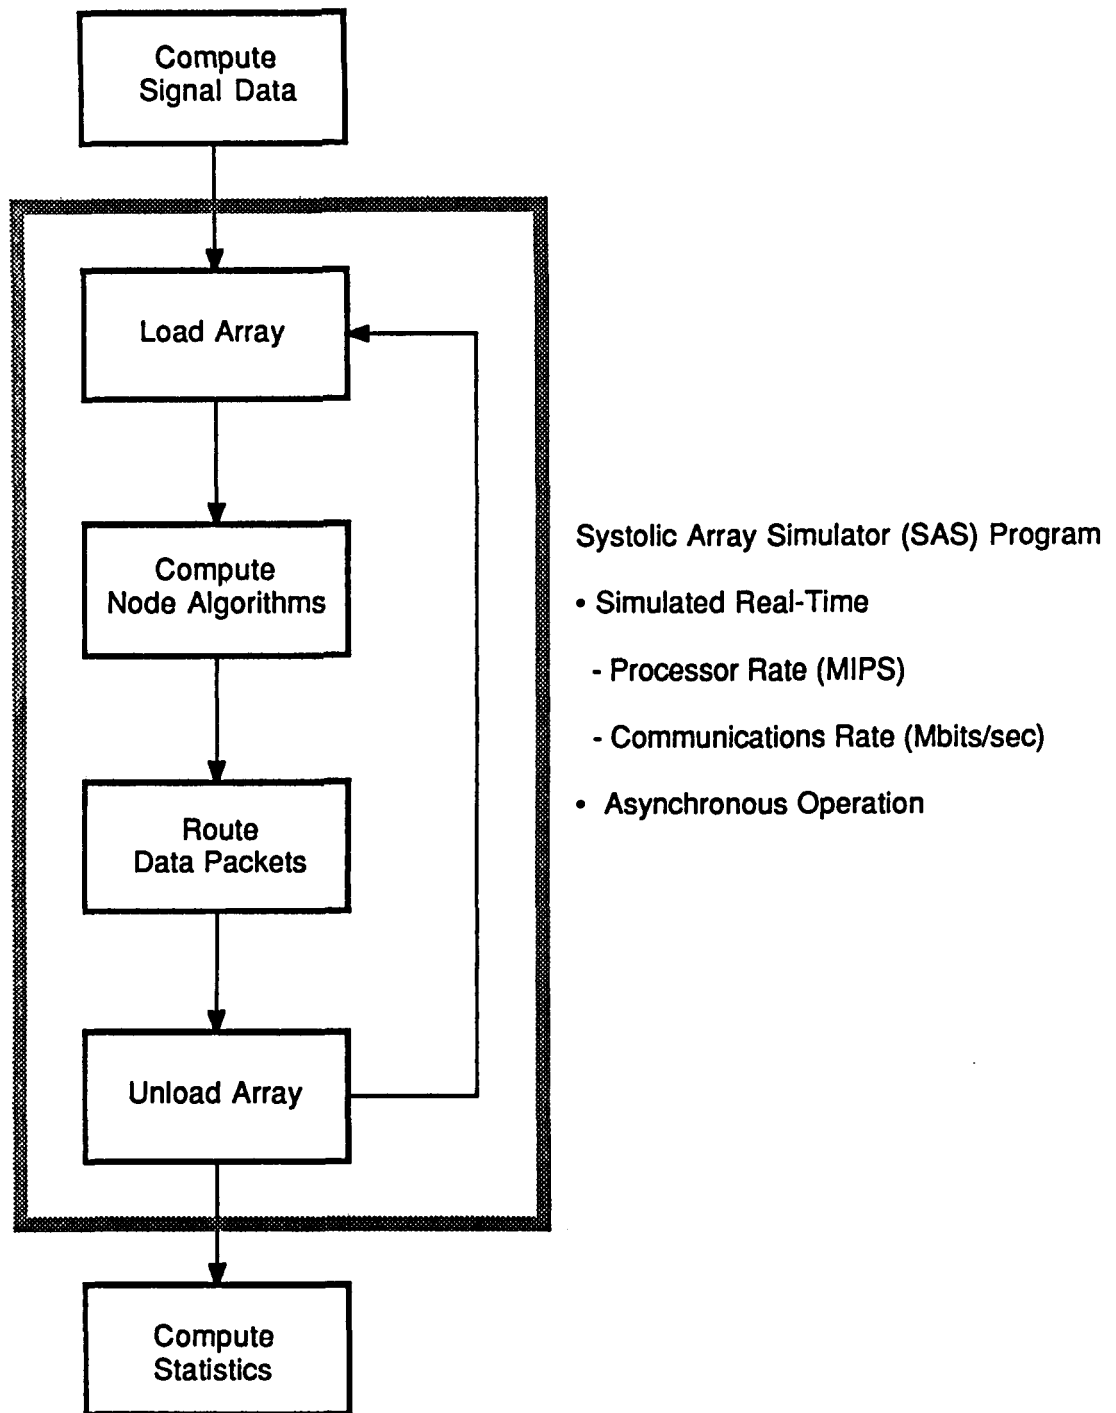 Compute
Signal Data
Load Array
Compute
Node Algorithms
Route
Data Packets
Unload Array
Compute
Statistics
Systolic Array Simulator (SAS) Program
• Simulated Real-Time
- Processor Rate (MIPS)
- Communications Rate (Mbits/sec)
• Asynchronous Operation